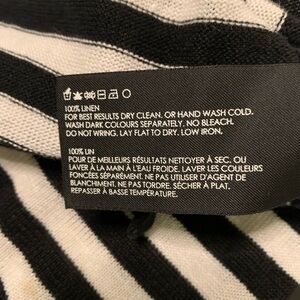 100% LINEN
FOR BEST RESULTS DRY CLEAN. OR HAND WASH COLD.
WASH DARK COLOURS SEPARATELY. NO BLEACH.
DO NOT WRING. LAY FLAT TO DRY. LOW IRON.
100% LIN
POUR DE MEILLEURS RÉSULTATS NETTOYER À SEC. OU
LAVER À LA MAIN À L'EAU FROIDE. LAVER LES COULEURS
FONCÉES SÉPARÉMENT. NE PAS UTILISER D'AGENT DE
BLANCHIMENT. NE PAS TORDRE. SÉCHER À PLAT.
REPASSER À BASSE TEMPÉRATURE.